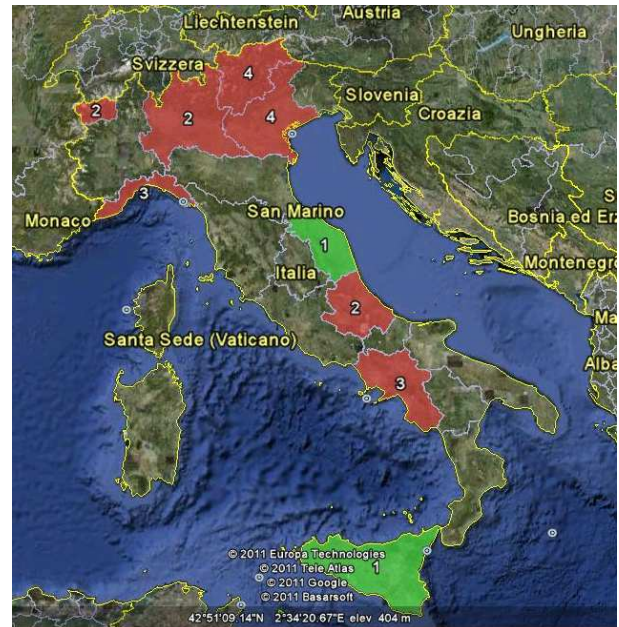 Liechtenstein
Austria
Ungheria
Svizzera
4
Slovenia
2
2
4
Croazia
3
Monaco
San Marino
Bosnia ed Erz
1
Italia
Montenegro
2
Santa Sede (Vaticano)
Alba
3
© 2011 Europa Technologies
© 2011 Tele Atlas
1
© 2011 Google
© 2011 Basarsoft
42°51'09.14"N 2°34'20.67"E elev 404 m